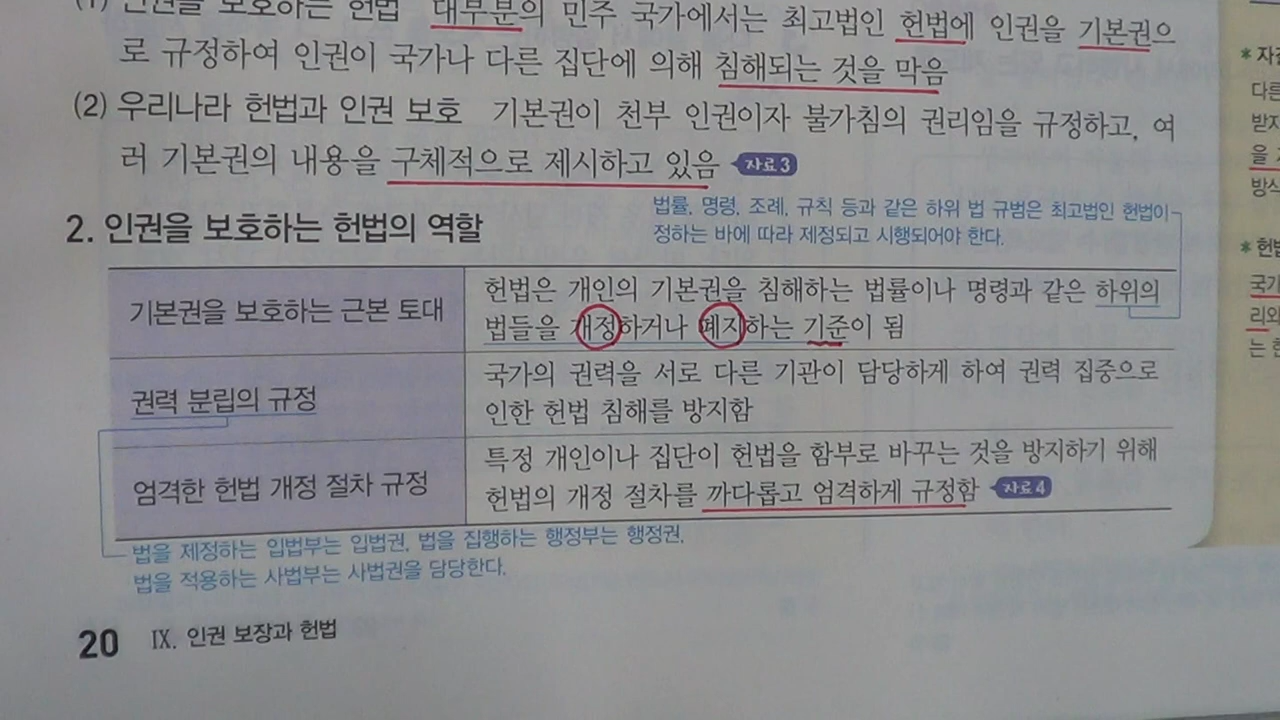 (1) 인권을 보호하는 헌법 대부분의 민주 국가에서는 최고법인 헌법에 인권을 기본권으
로 규정하여 인권이 국가나 다른 집단에 의해 침해되는 것을 막음
(2) 우리나라 헌법과 인권 보호 기본권이 천부 인권이자 불가침의 권리임을 규정하고, 여
러 기본권의 내용을 구체적으로 제시하고 있음 자료3
2. 인권을 보호하는 헌법의 역할
법률, 명령, 조례, 규칙 등과 같은 하위 법 규범은 최고법인 헌법이
정하는 바에 따라 제정되고 시행되어야 한다.
기본권을 보호하는 근본 토대
헌법은 개인의 기본권을 침해하는 법률이나 명령과 같은 하위의
법들을 개정하거나 폐지하는 기준이 됨
권력 분립의 규정
국가의 권력을 서로 다른 기관이 담당하게 하여 권력 집중으로
인한 헌법 침해를 방지함
엄격한 헌법 개정 절차 규정
특정 개인이나 집단이 헌법을 함부로 바꾸는 것을 방지하기 위해
헌법의 개정 절차를 까다롭고 엄격하게 규정함 자료4
법을 제정하는 입법부는 입법권, 법을 집행하는 행정부는 행정권,
법을 적용하는 사법부는 사법권을 담당한다.
20 IX. 인권 보장과 헌법